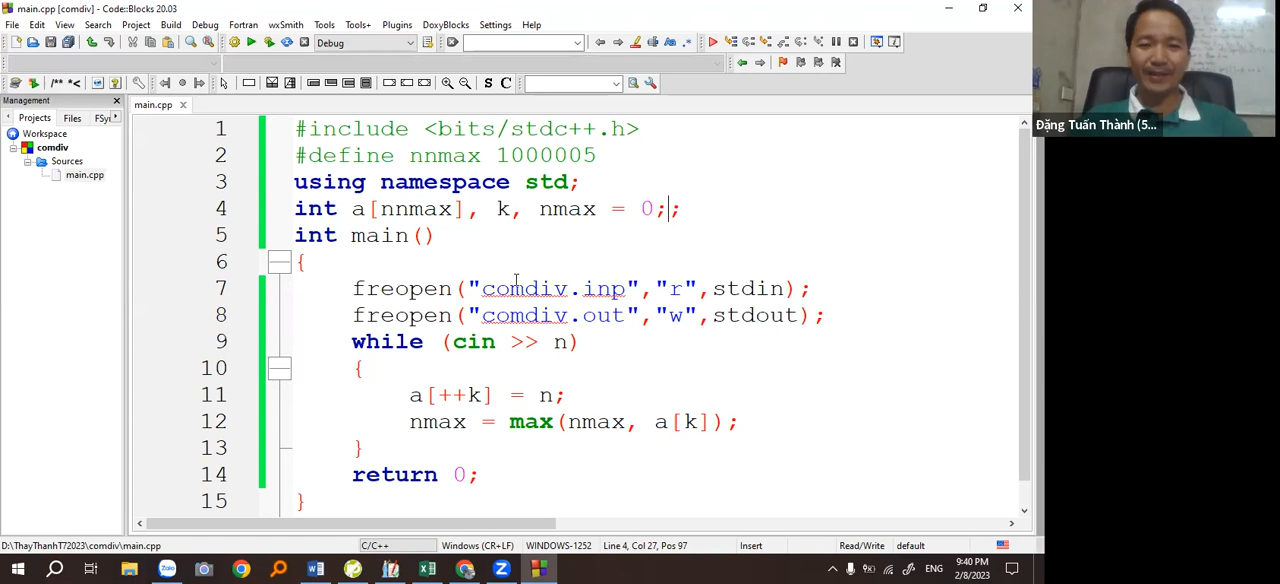 main.cpp [comdiv] - Code::Blocks 20.03
File Edit View Search Project Build Debug Fortran wxSmith Tools Tools+ Plugins DoxyBlocks Settings Help
Debug
/** *< S C
Management
Projects Files FSy
Workspace
comdiv
Sources
main.cpp
main.cpp
1 #include <bits/stdc++.h>
2 #define nnmax 1000005
3 using namespace std;
4 int a[nnmax], k, nmax = 0;;
5 int main()
6 {
7 freopen("comdiv.inp","r",stdin);
8 freopen("comdiv.out","w",stdout);
9 while (cin >> n)
10 {
11 a[++k] = n;
12 nmax = max(nmax, a[k]);
13 }
14 return 0;
15 }
Đặng Tuấn Thành (5...
D:\ThayThanhT72023\comdiv\main.cpp C/C++ Windows (CR+LF) WINDOWS-1252 Line 4, Col 27, Pos 97 Insert Read/Write default
Zalo
ENG
9:40 PM
2/8/2023